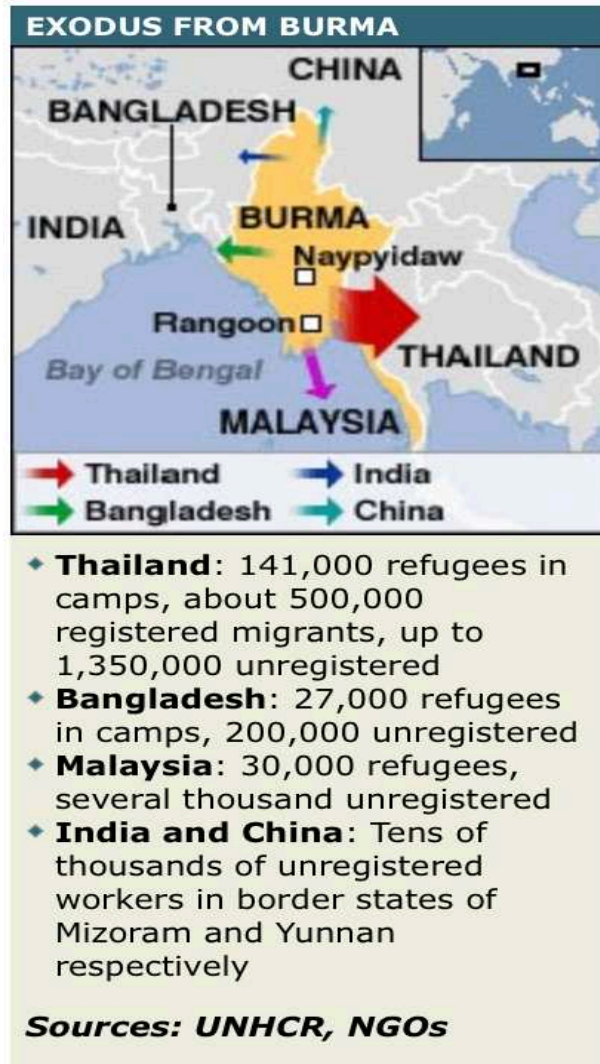 EXODUS FROM BURMA
CHINA
BANGLADESH
INDIA
BURMA
Naypyidaw
Rangoon
Bay of Bengal
THAILAND
MALAYSIA
Thailand
India
Bangladesh
China
Thailand: 141,000 refugees in
camps, about 500,000
registered migrants, up to
1,350,000 unregistered
Bangladesh: 27,000 refugees
in camps, 200,000 unregistered
Malaysia: 30,000 refugees,
several thousand unregistered
India and China: Tens of
thousands of unregistered
workers in border states of
Mizoram and Yunnan
respectively
Sources: UNHCR, NGOs